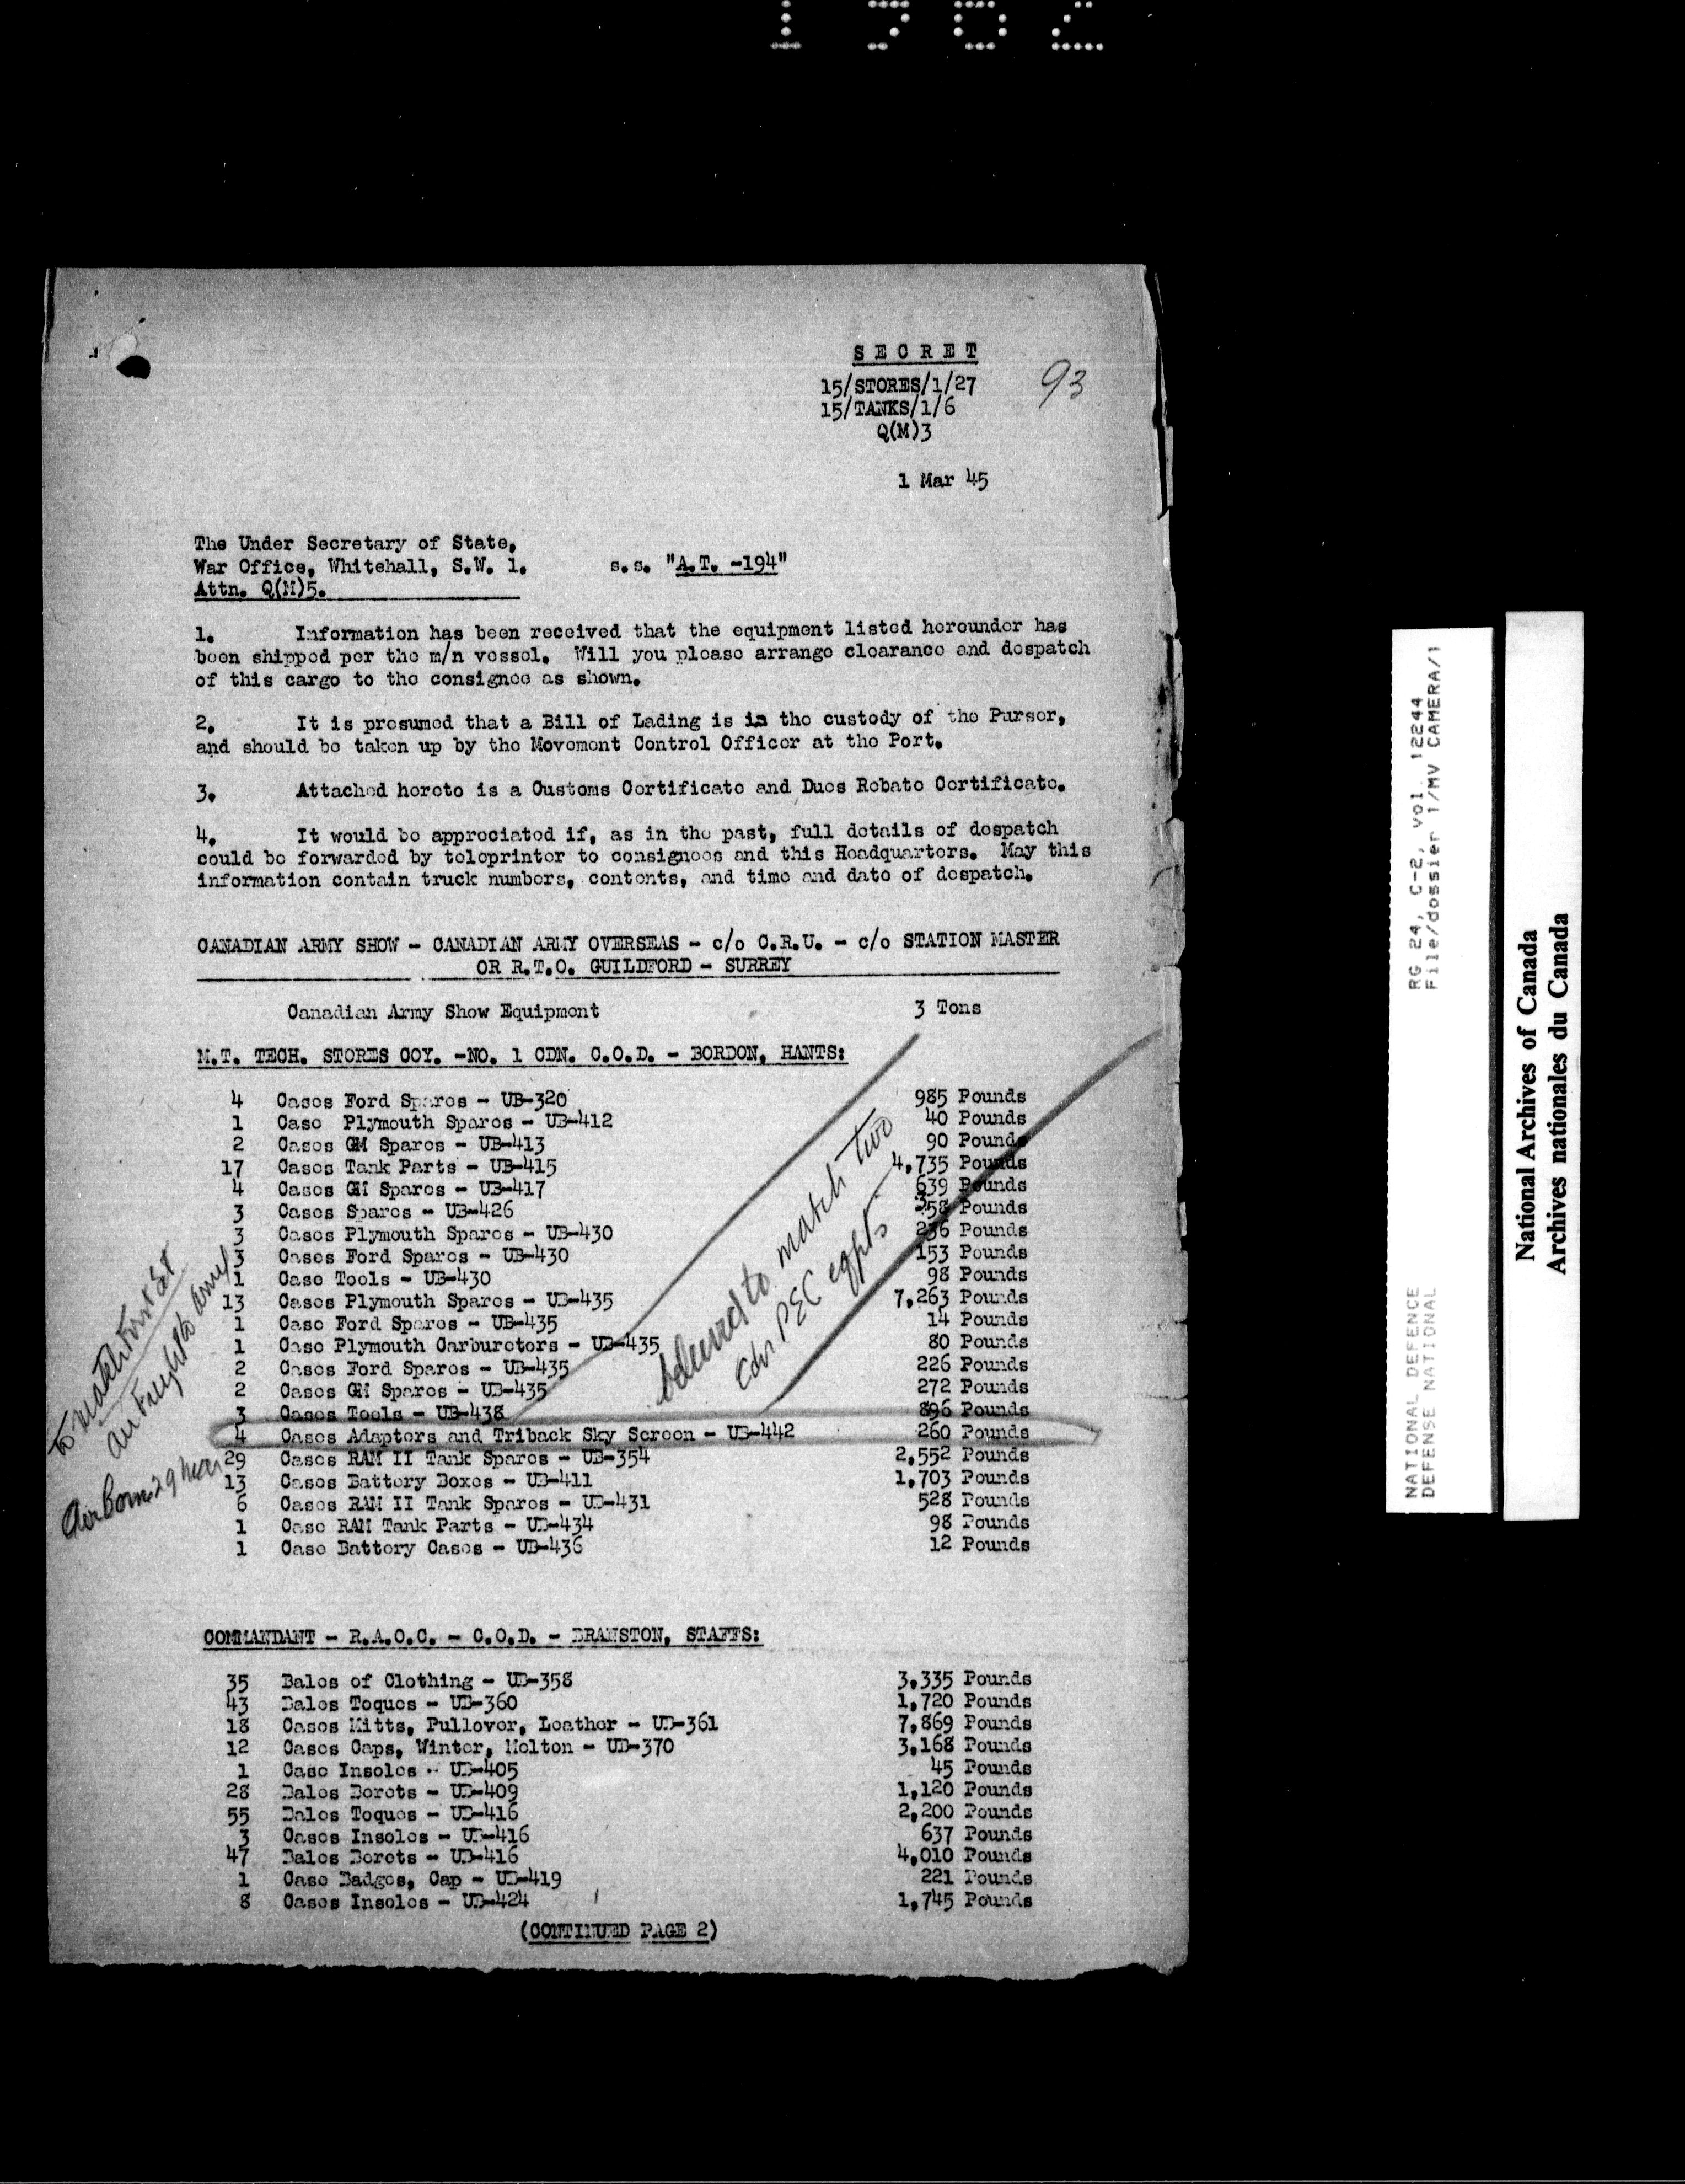 1962
SECRET
15/STORES/1/27
93
15/TANKS/1/6
Q(M)3
1 Mar 45
The Under Secretary of State,
War Office, Whitehall, S.W. 1.
s.s. "A.T. -194"
Attn. Q(M)5.
1. Information has been received that the equipment listed hereunder has
been shipped per the m/n vessel. Will you please arrange clearance and despatch
of this cargo to the consignee as shown.
2. It is presumed that a Bill of Lading is in the custody of the Purser,
and should be taken up by the Movement Control Officer at the Port.
3. Attached hereto is a Customs Certificate and Dues Rebate Certificate.
4. It would be appreciated if, as in the past, full details of despatch
could be forwarded by teleprinter to consignees and this Headquarters. May this
information contain truck numbers, contents, and time and date of despatch.
CANADIAN ARMY SHOW - CANADIAN ARMY OVERSEAS - c/o C.R.U. - c/o STATION MASTER
OR R.T.O. GUILDFORD - SURREY
Canadian Army Show Equipment 3 Tons
M.T. TECH. STORES COY. -NO. 1 CDN. C.O.D. - BORDON, HANTS:
4 Cases Ford Spares - UB-320 985 Pounds
1 Case Plymouth Spares - UB-412 40 Pounds
2 Cases GM Spares - UB-413 90 Pounds
17 Cases Tank Parts - UB-415 4,735 Pounds
4 Cases GM Spares - UB-417 639 Pounds
3 Cases Spares - UB-426 358 Pounds
3 Cases Plymouth Spares - UB-430 236 Pounds
3 Cases Ford Spares - UB-430 153 Pounds
1 Case Tools - UB-430 98 Pounds
13 Cases Plymouth Spares - UB-435 7,263 Pounds
1 Case Ford Spares - UB-435 14 Pounds
1 Case Plymouth Carburetors - UB-435 80 Pounds
2 Cases Ford Spares - UB-435 226 Pounds
2 Cases GM Spares - UB-435 272 Pounds
3 Cases Tools - UB-438 896 Pounds
4 Cases Adaptors and Triback Sky Screen - UB-442 260 Pounds
29 Cases RAM II Tank Spares - UB-354 2,552 Pounds
13 Cases Battery Boxes - UB-411 1,703 Pounds
6 Cases RAM II Tank Spares - UB-431 528 Pounds
1 Case RAM Tank Parts - UB-434 98 Pounds
1 Case Battery Cases - UB-436 12 Pounds
to match two
Cdn PEC eqpts
to match first set
air freight to
Airborne 29
COMMANDANT - R.A.O.C. - C.O.D. - BRANSTON, STAFFS:
35 Bales of Clothing - UB-358 3,335 Pounds
43 Bales Toques - UB-360 1,720 Pounds
18 Cases Mitts, Pullover, Leather - UB-361 7,869 Pounds
12 Cases Caps, Winter, Melton - UB-370 3,168 Pounds
1 Case Insoles - UB-405 45 Pounds
28 Bales Berets - UB-409 1,120 Pounds
55 Bales Toques - UB-416 2,200 Pounds
3 Cases Insoles - UB-416 637 Pounds
47 Bales Berets - UB-416 4,010 Pounds
1 Case Badges, Cap - UB-419 221 Pounds
8 Cases Insoles - UB-424 1,745 Pounds
(CONTINUED PAGE 2)
NATIONAL DEFENCE RG 24, C-2, vol. 12244
DEFENSE NATIONAL File/dossier 1/MV CAMERA/1
National Archives of Canada
Archives nationales du Canada